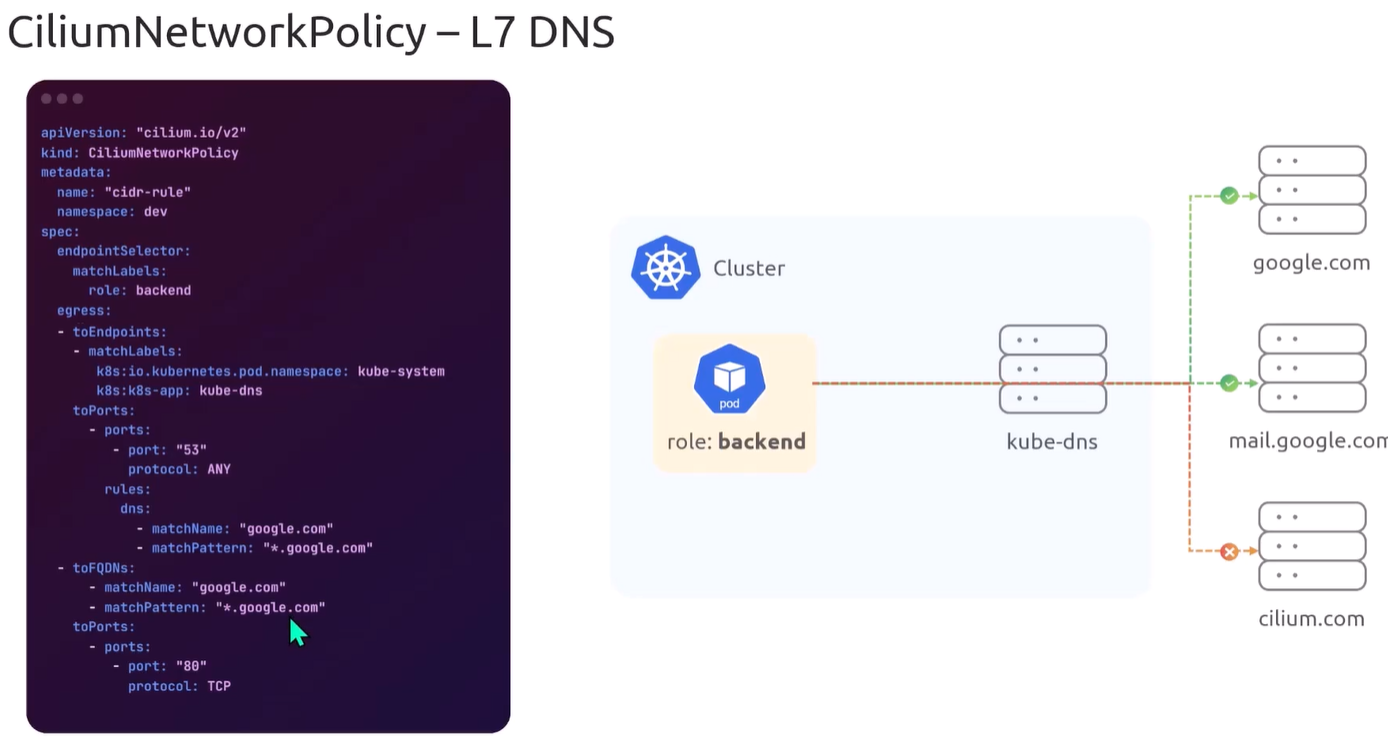 CiliumNetworkPolicy – L7 DNS
apiVersion: "cilium.io/v2"
kind: CiliumNetworkPolicy
metadata:
  name: "cidr-rule"
  namespace: dev
spec:
  endpointSelector:
    matchLabels:
      role: backend
  egress:
  - toEndpoints:
    - matchLabels:
       k8s:io.kubernetes.pod.namespace: kube-system
       k8s:k8s-app: kube-dns
    toPorts:
      - ports:
         - port: "53"
           protocol: ANY
        rules:
          dns:
            - matchName: "google.com"
            - matchPattern: "*.google.com"
  - toFQDNs:
      - matchName: "google.com"
      - matchPattern: "*.google.com"
    toPorts:
      - ports:
         - port: "80"
           protocol: TCP
Cluster
pod
role: backend
kube-dns
google.com
mail.google.com
cilium.com